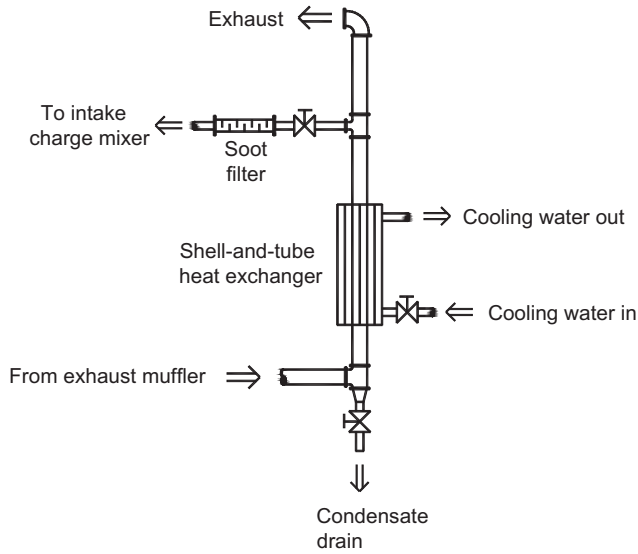 Exhaust
To intake
charge mixer
Soot
filter
Cooling water out
Shell-and-tube
heat exchanger
Cooling water in
From exhaust muffler
Condensate
drain